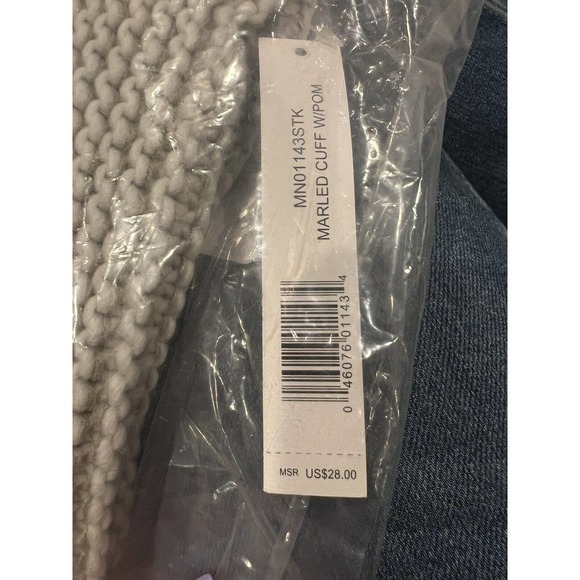 MN01143STK
MARLED CUFF W/POM
0 46076 01143 4
MSR US$28.00